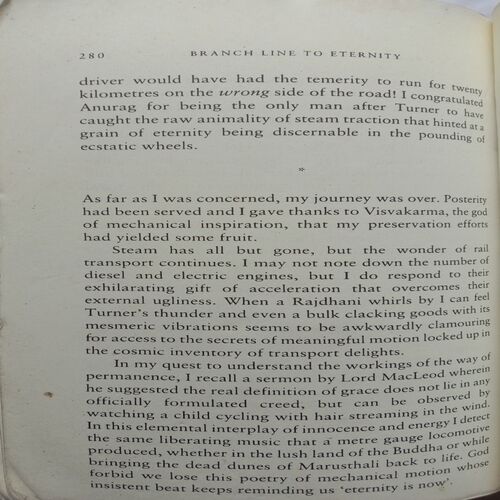 280
BRANCH LINE TO ETERNITY
driver would have had the temerity to run for twenty
kilometres on the wrong side of the road! I congratulated
Anurag for being the only man after Turner to have
caught the raw animality of steam traction that hinted at a
grain of eternity being discernable in the pounding of
ecstatic wheels.
*
As far as I was concerned, my journey was over. Posterity
had been served and I gave thanks to Visvakarma, the god
of mechanical inspiration, that my preservation efforts
had yielded some fruit.
Steam has all but gone, but the wonder of rail
transport continues. I may not note down the number of
diesel and electric engines, but I do respond to their
exhilarating gift of acceleration that overcomes their
external ugliness. When a Rajdhani whirls by I can feel
Turner's thunder and even a bulk clacking goods with its
mesmeric vibrations seems to be awkwardly clamouring
for access to the secrets of meaningful motion locked up in
the cosmic inventory of transport delights.
In my quest to understand the workings of the way of
permanence, I recall a sermon by Lord MacLeod wherein
he suggested the real definition of grace does not lie in any
officially formulated creed, but can be observed by
watching a child cycling with hair streaming in the wind.
In this elemental interplay of innocence and energy I detect
the same liberating music that a metre gauge locomotive
produced, whether in the lush land of the Buddha or while
bringing the dead dunes of Marusthali back to life. God
forbid we lose this poetry of mechanical motion whose
insistent beat keeps reminding us 'eternity is now'.